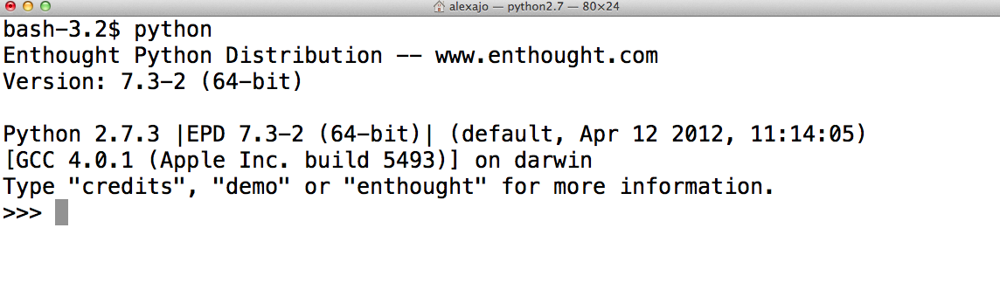 alexajo — python2.7 — 80×24
bash-3.2$ python
Enthought Python Distribution -- www.enthought.com
Version: 7.3-2 (64-bit)
Python 2.7.3 |EPD 7.3-2 (64-bit)| (default, Apr 12 2012, 11:14:05)
[GCC 4.0.1 (Apple Inc. build 5493)] on darwin
Type "credits", "demo" or "enthought" for more information.
>>>